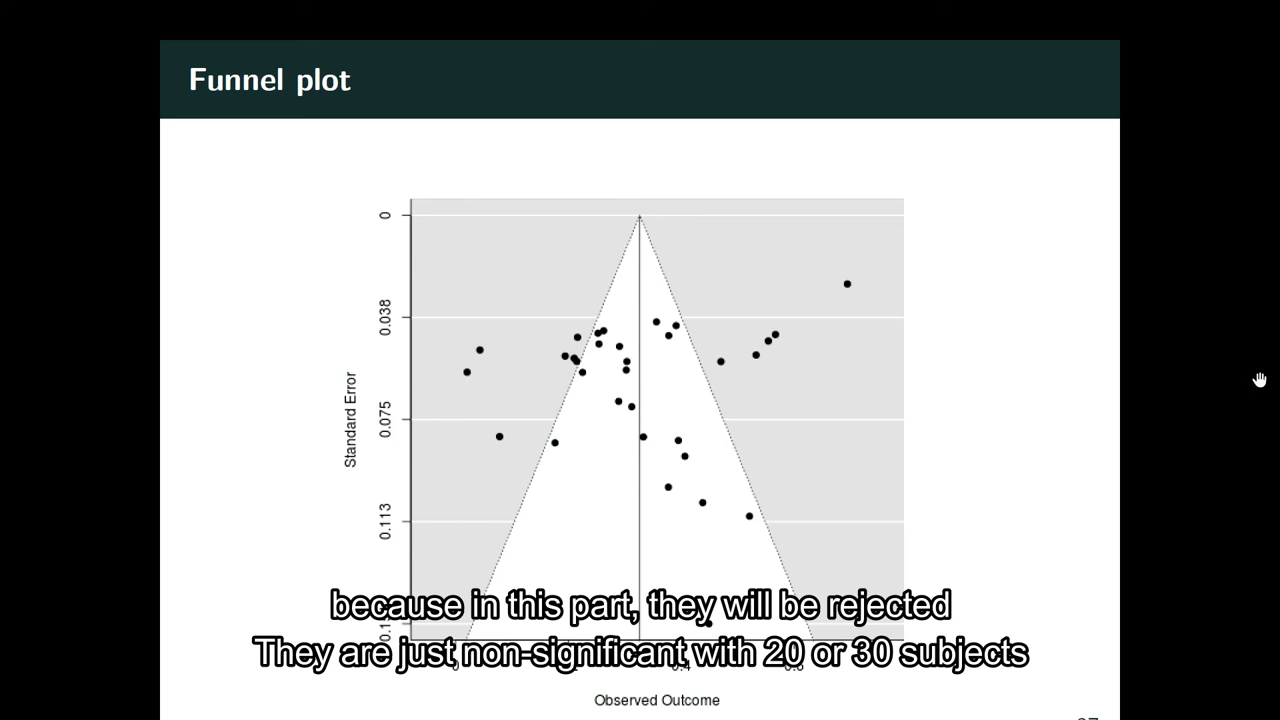 Funnel plot
0
0.038
0.075
0.113
Standard Error
because in this part, they will be rejected
They are just non-significant with 20 or 30 subjects
Observed Outcome